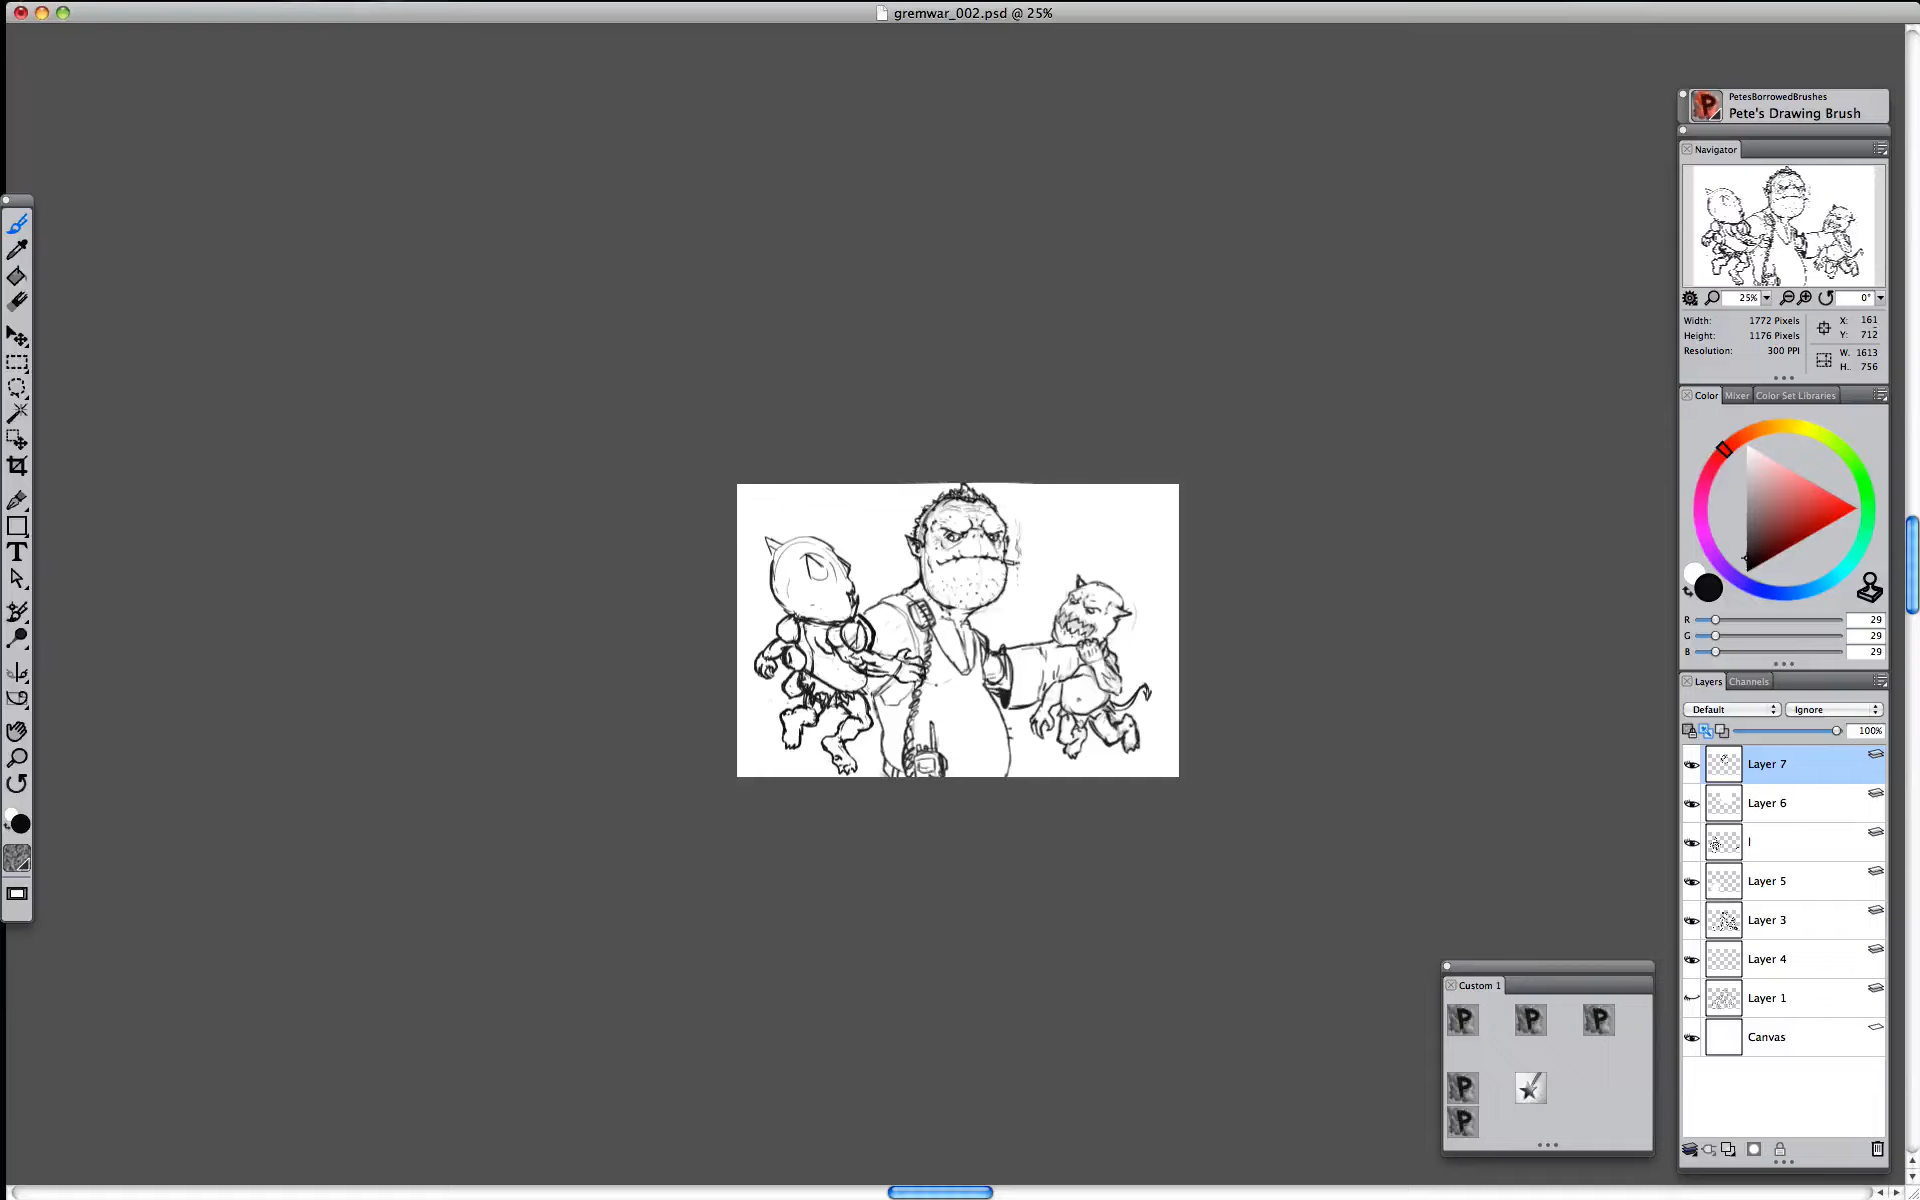 gremwar_002.psd @ 25%
PetesBorrowedBrushes
Pete's Drawing Brush
Navigator
25% 0°
Width: 1772 Pixels X: 161
Height: 1176 Pixels Y: 712
Resolution: 300 PPI W. 1613
H.. 756
Color Mixer Color Set Libraries
R 29
G 29
B 29
Layers Channels
Default Ignore
100%
Layer 7
Layer 6
l
Layer 5
Layer 3
Layer 4
Layer 1
Canvas
Custom 1
P P P
P
P
T